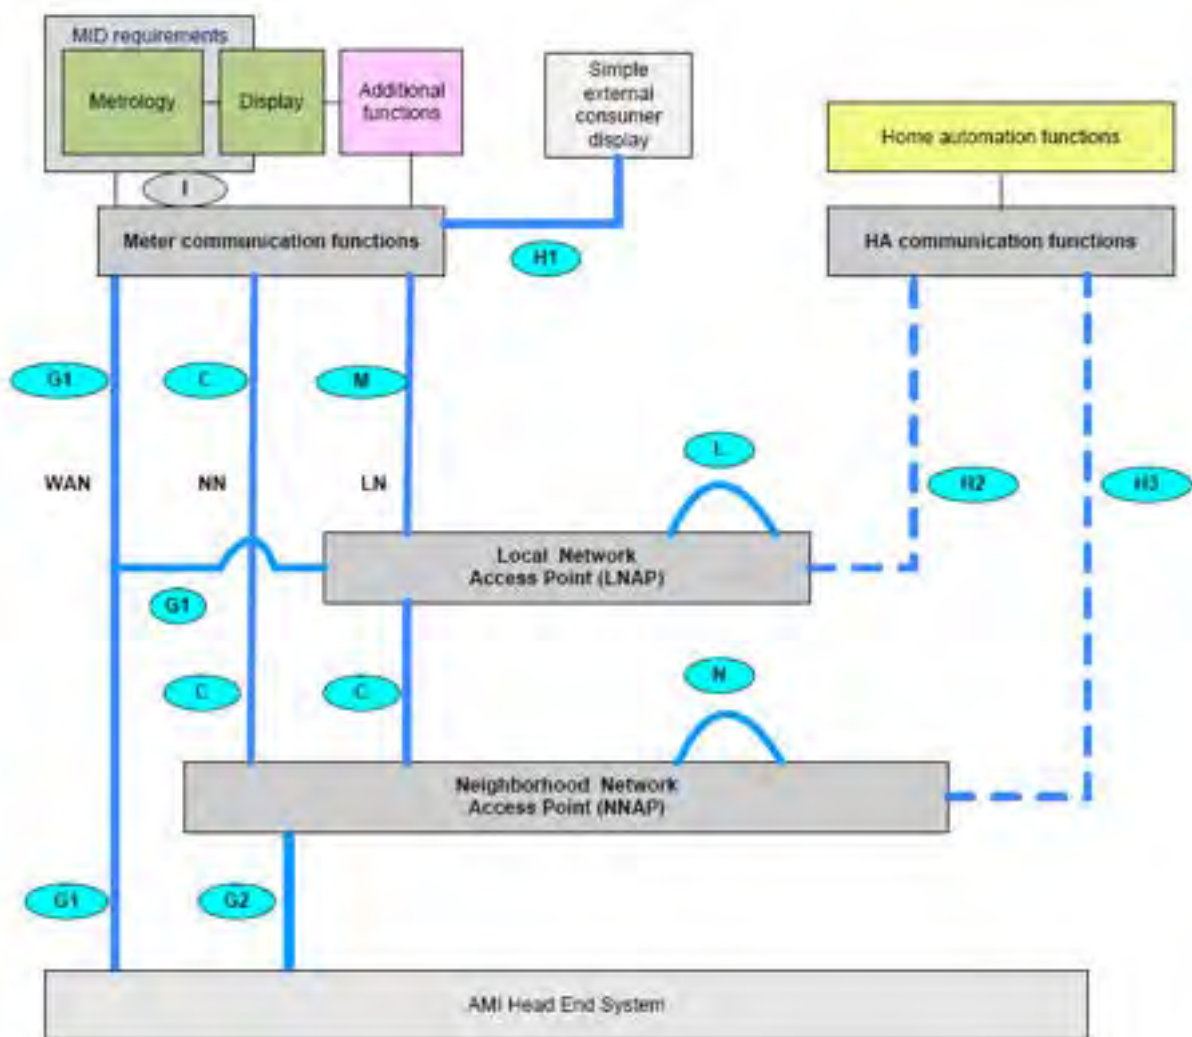 MID requirements
Metrology
Display
Additional
functions
Simple
external
consumer
display
Home automation functions
I
Meter communication functions
H1
HA communication functions
G1
C
M
WAN
NN
LN
L
H2
H3
Local Network
Access Point (LNAP)
G1
C
C
N
Neighborhood Network
Access Point (NNAP)
G1
G2
AMI Head End System